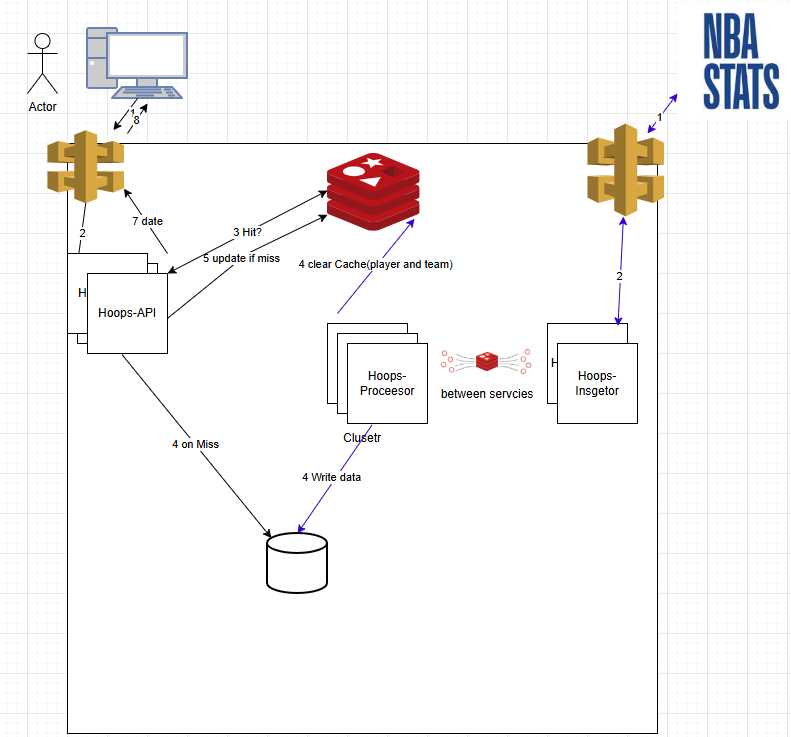 NBA
STATS
Actor
1
8
1
2
7 date
3 Hit?
5 update if miss
4 clear Cache(player and team)
2
H
Hoops-API
Hoops-
Proceesor
between servcies
H
Hoops-
Insgetor
Clusetr
4 on Miss
4 Write data